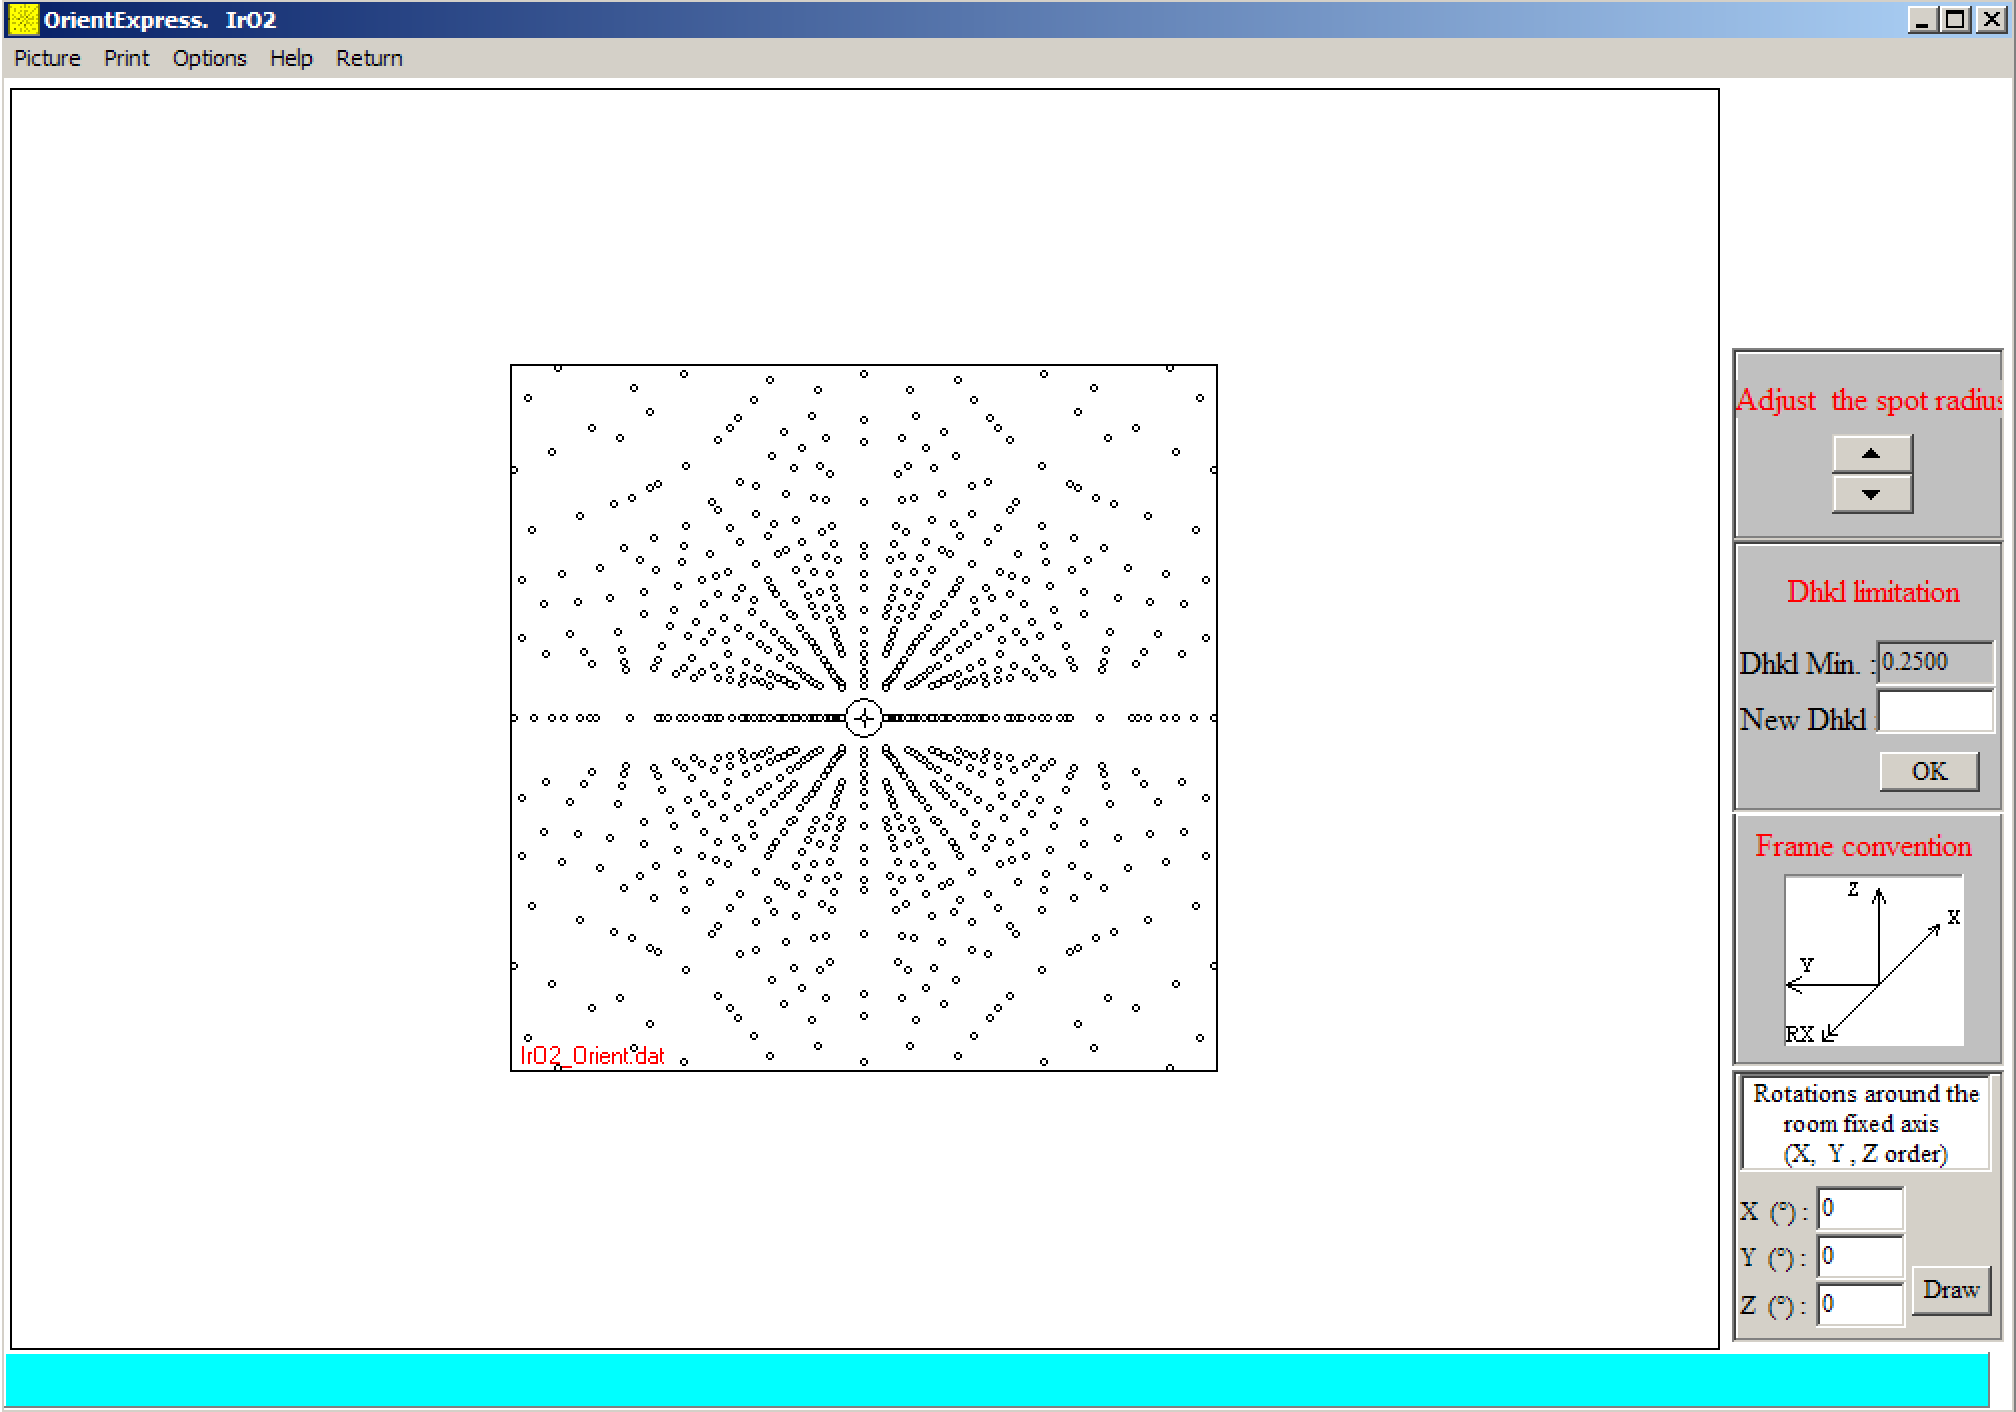 OrientExpress.   IrO2
Picture Print Options Help Return
Adjust  the spot radius
Dhkl limitation
Dhkl Min. : 0.2500
New Dhkl :
OK
Frame convention
Z
X
Y
RX
IrO2_Orient.dat
Rotations around the
room fixed axis
(X,  Y , Z order)
X (°) : 0
Y (°) : 0
Z (°) : 0
Draw